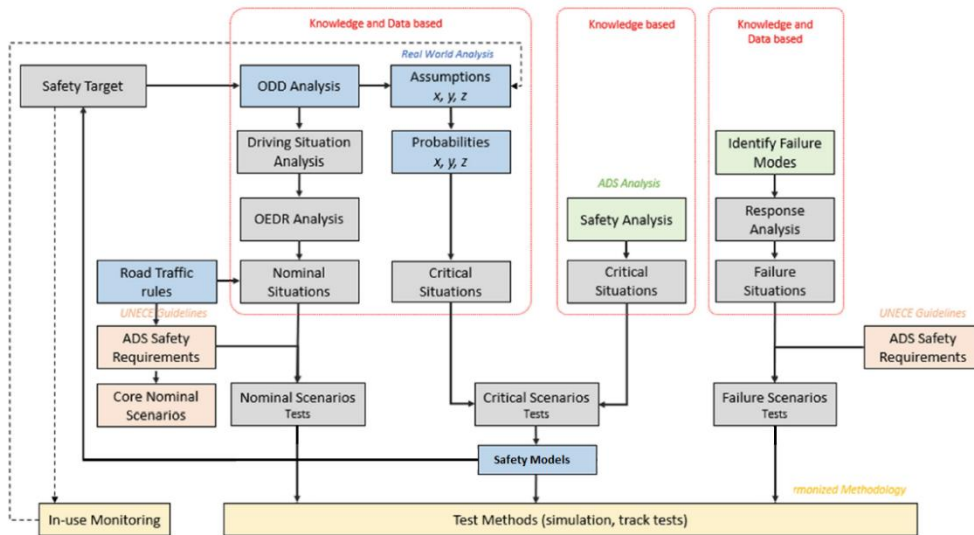 Knowledge and Data based
Knowledge based
Knowledge and
Data based
Real World Analysis
Safety Target
ODD Analysis
Assumptions
x, y, z
Driving Situation
Analysis
Probabilities
x, y, z
Identify Failure
Modes
ADS Analysis
OEDR Analysis
Safety Analysis
Response
Analysis
Road Traffic
rules
Nominal
Situations
Critical
Situations
Critical
Situations
Failure
Situations
UNECE Guidelines
UNECE Guidelines
ADS Safety
Requirements
ADS Safety
Requirements
Core Nominal
Scenarios
Nominal Scenarios
Tests
Critical Scenarios
Tests
Failure Scenarios
Tests
Safety Models
rmonized Methodology
In-use Monitoring
Test Methods (simulation, track tests)